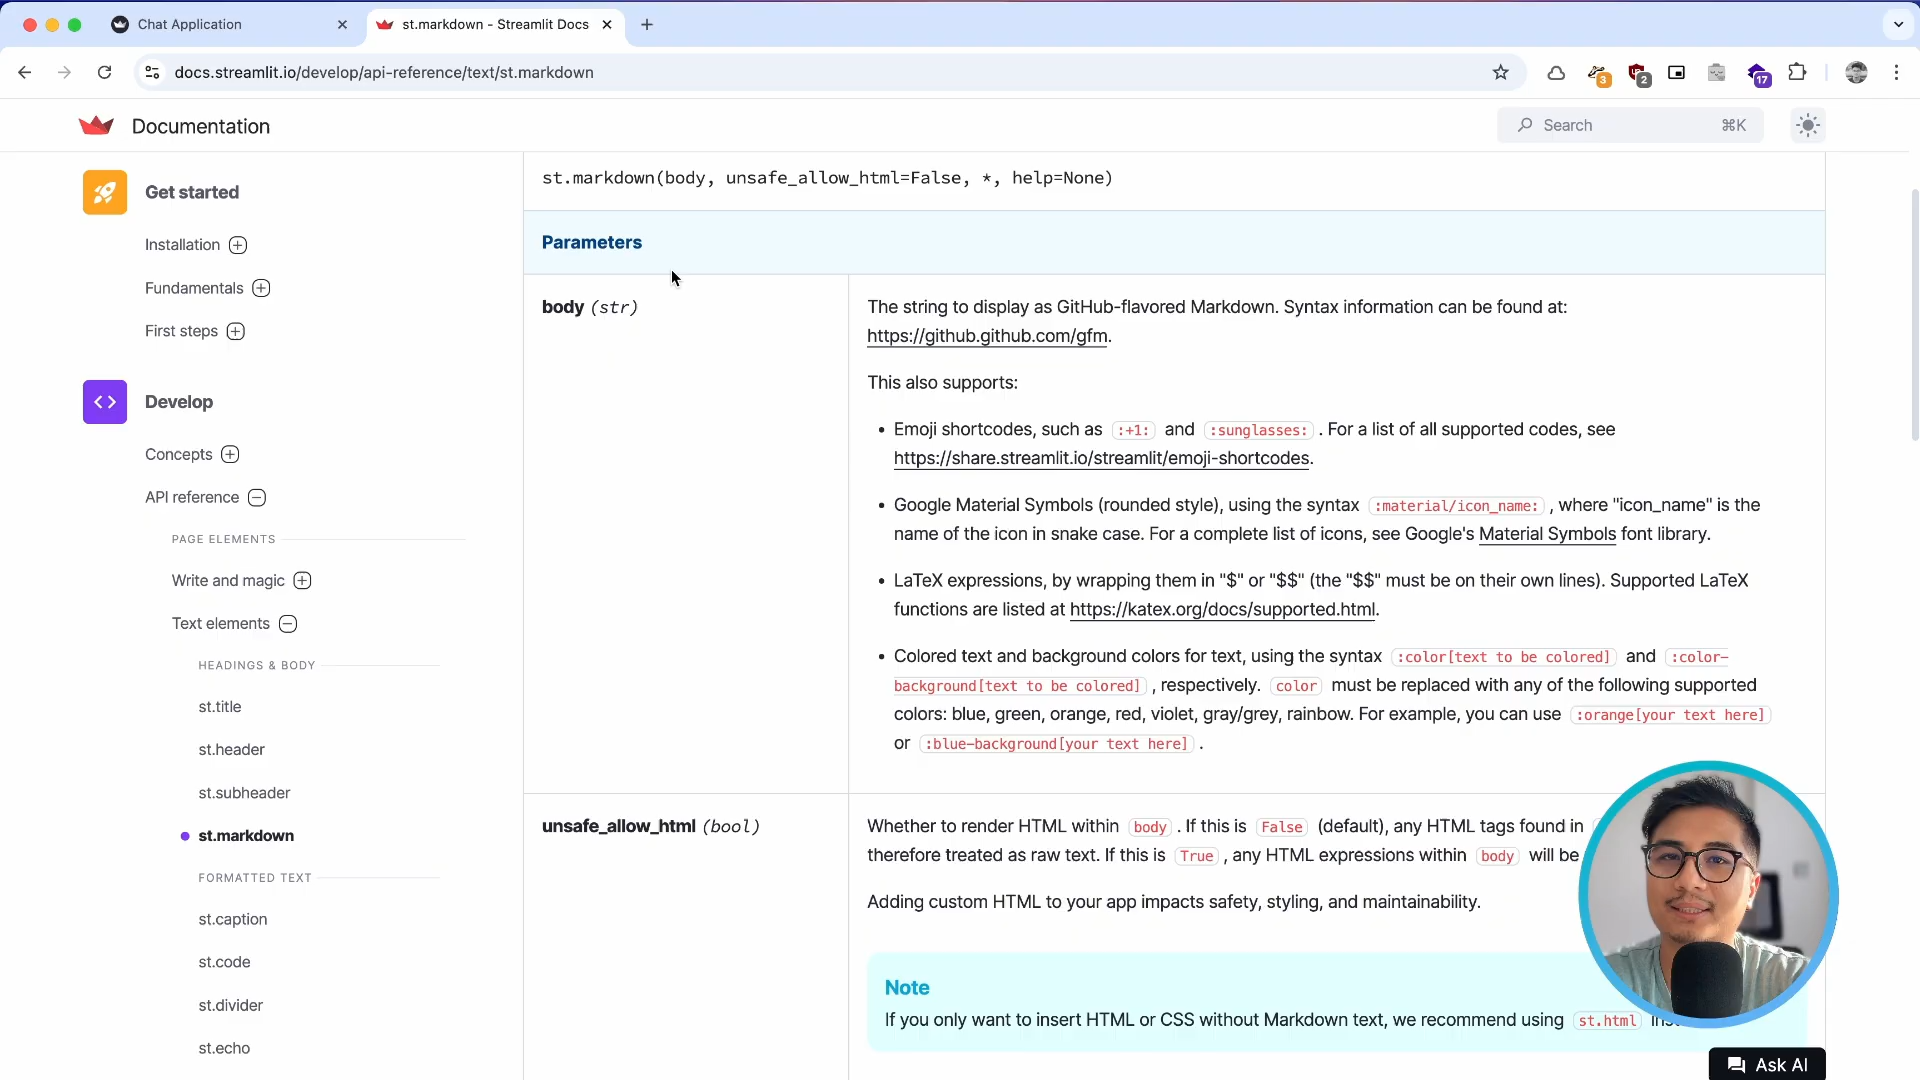 Chat Application
st.markdown - Streamlit Docs
docs.streamlit.io/develop/api-reference/text/st.markdown
3
2
17
Documentation
Search ⌘K
Get started
Installation
Fundamentals
First steps
Develop
Concepts
API reference
PAGE ELEMENTS
Write and magic
Text elements
HEADINGS & BODY
st.title
st.header
st.subheader
st.markdown
FORMATTED TEXT
st.caption
st.code
st.divider
st.echo
st.markdown(body, unsafe_allow_html=False, *, help=None)
Parameters
body (str)
The string to display as GitHub-flavored Markdown. Syntax information can be found at:
https://github.github.com/gfm.
This also supports:
• Emoji shortcodes, such as :+1: and :sunglasses: . For a list of all supported codes, see
https://share.streamlit.io/streamlit/emoji-shortcodes.
• Google Material Symbols (rounded style), using the syntax :material/icon_name: , where "icon_name" is the
name of the icon in snake case. For a complete list of icons, see Google's Material Symbols font library.
• LaTeX expressions, by wrapping them in "$" or "$$" (the "$$" must be on their own lines). Supported LaTeX
functions are listed at https://katex.org/docs/supported.html.
• Colored text and background colors for text, using the syntax :color[text to be colored] and :color-
background[text to be colored] , respectively. color must be replaced with any of the following supported
colors: blue, green, orange, red, violet, gray/grey, rainbow. For example, you can use :orange[your text here]
or :blue-background[your text here] .
unsafe_allow_html (bool)
Whether to render HTML within body . If this is False (default), any HTML tags found in
therefore treated as raw text. If this is True , any HTML expressions within body will be
Adding custom HTML to your app impacts safety, styling, and maintainability.
Note
If you only want to insert HTML or CSS without Markdown text, we recommend using st.html
Ask AI